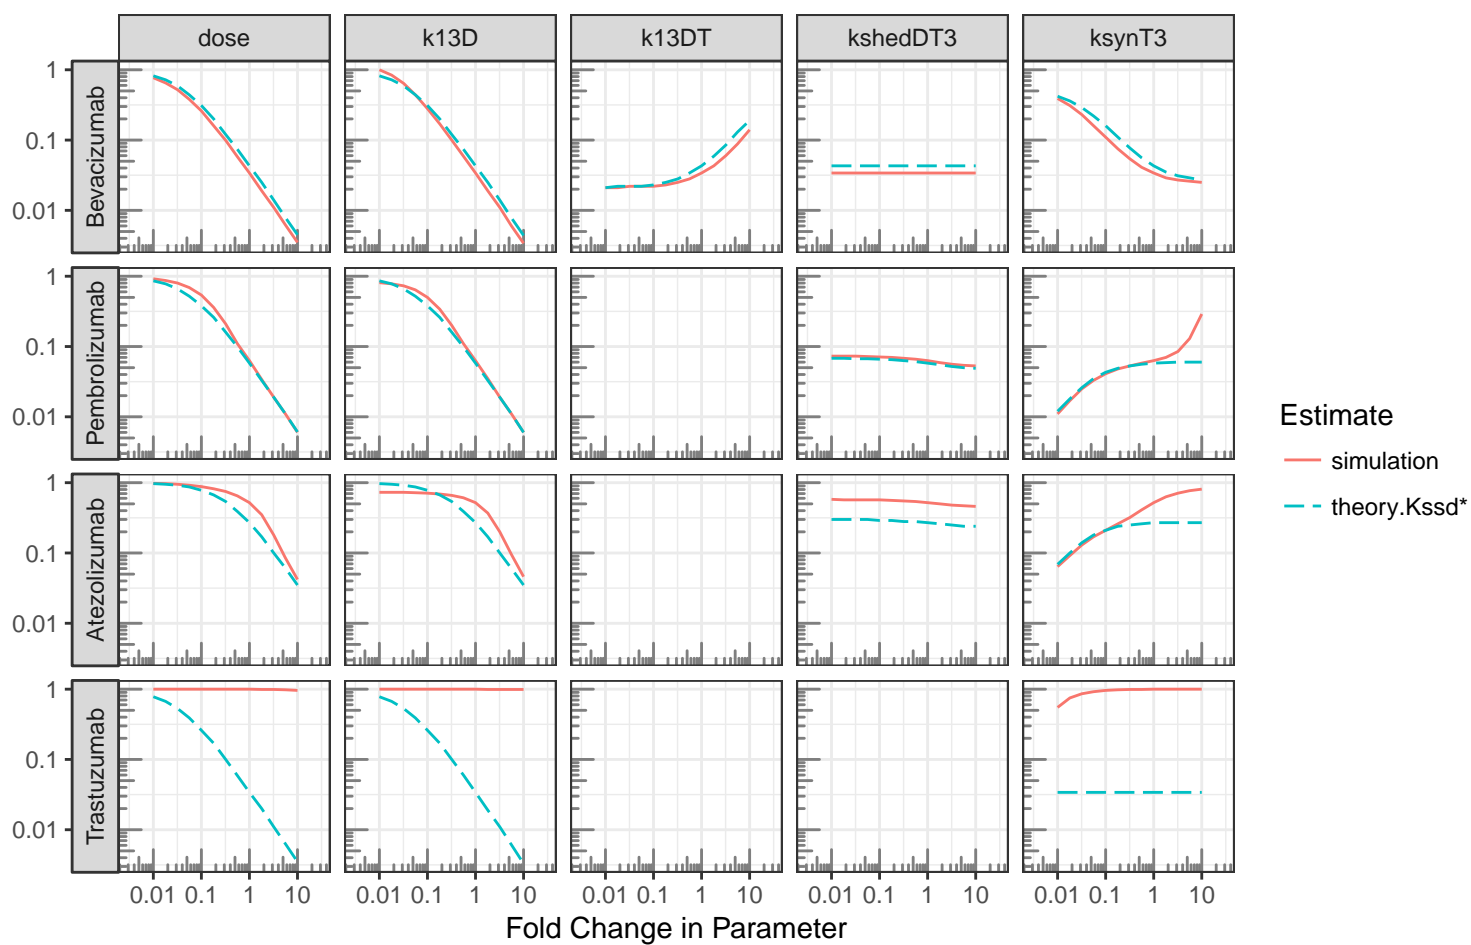 dose k13D k13DT kshedDT3 ksynT3
Bevacizumab
1
0.1
0.01
Pembrolizumab
1
0.1
0.01
Atezolizumab
1
0.1
0.01
Trastuzumab
1
0.1
0.01
0.01 0.1 1 10 0.01 0.1 1 10 0.01 0.1 1 10 0.01 0.1 1 10 0.01 0.1 1 10
Fold Change in Parameter
Estimate
simulation
theory.Kssd*